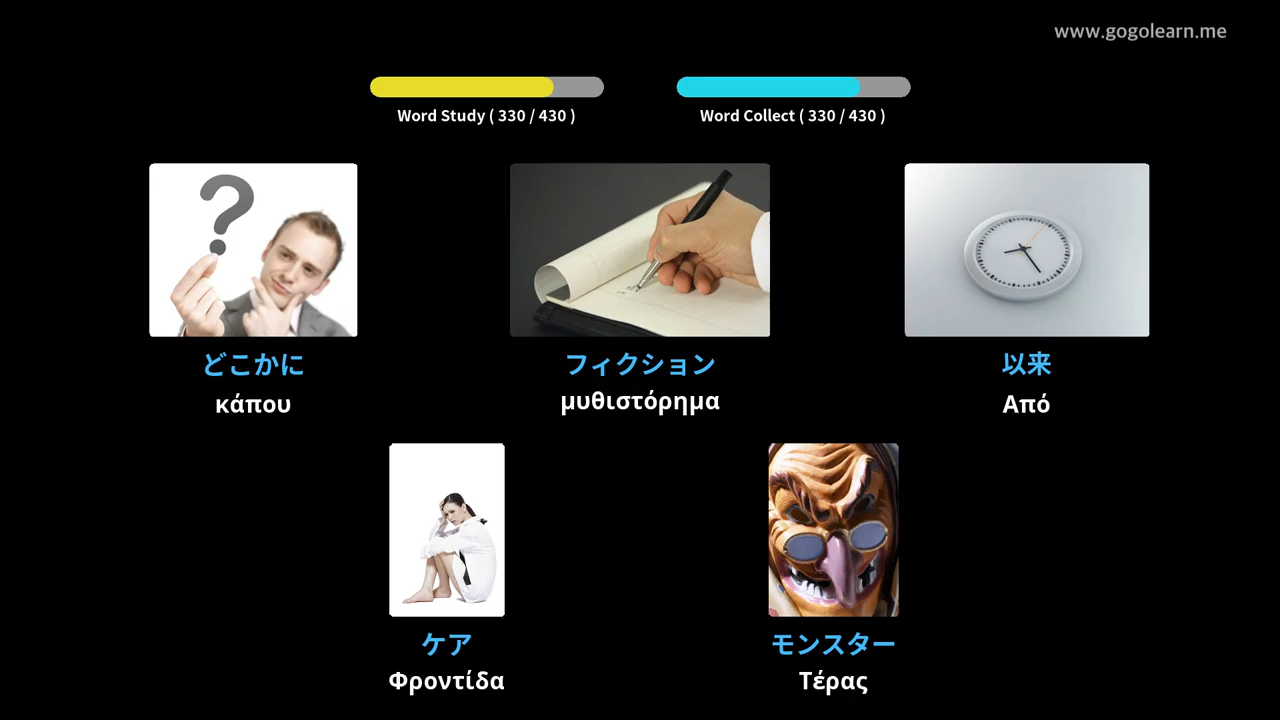 www.gogolearn.me
Word Study ( 330 / 430 )
Word Collect ( 330 / 430 )
どこかに
κάπου
フィクション
μυθιστόρημα
以来
Από
ケア
Φροντίδα
モンスター
Τέρας